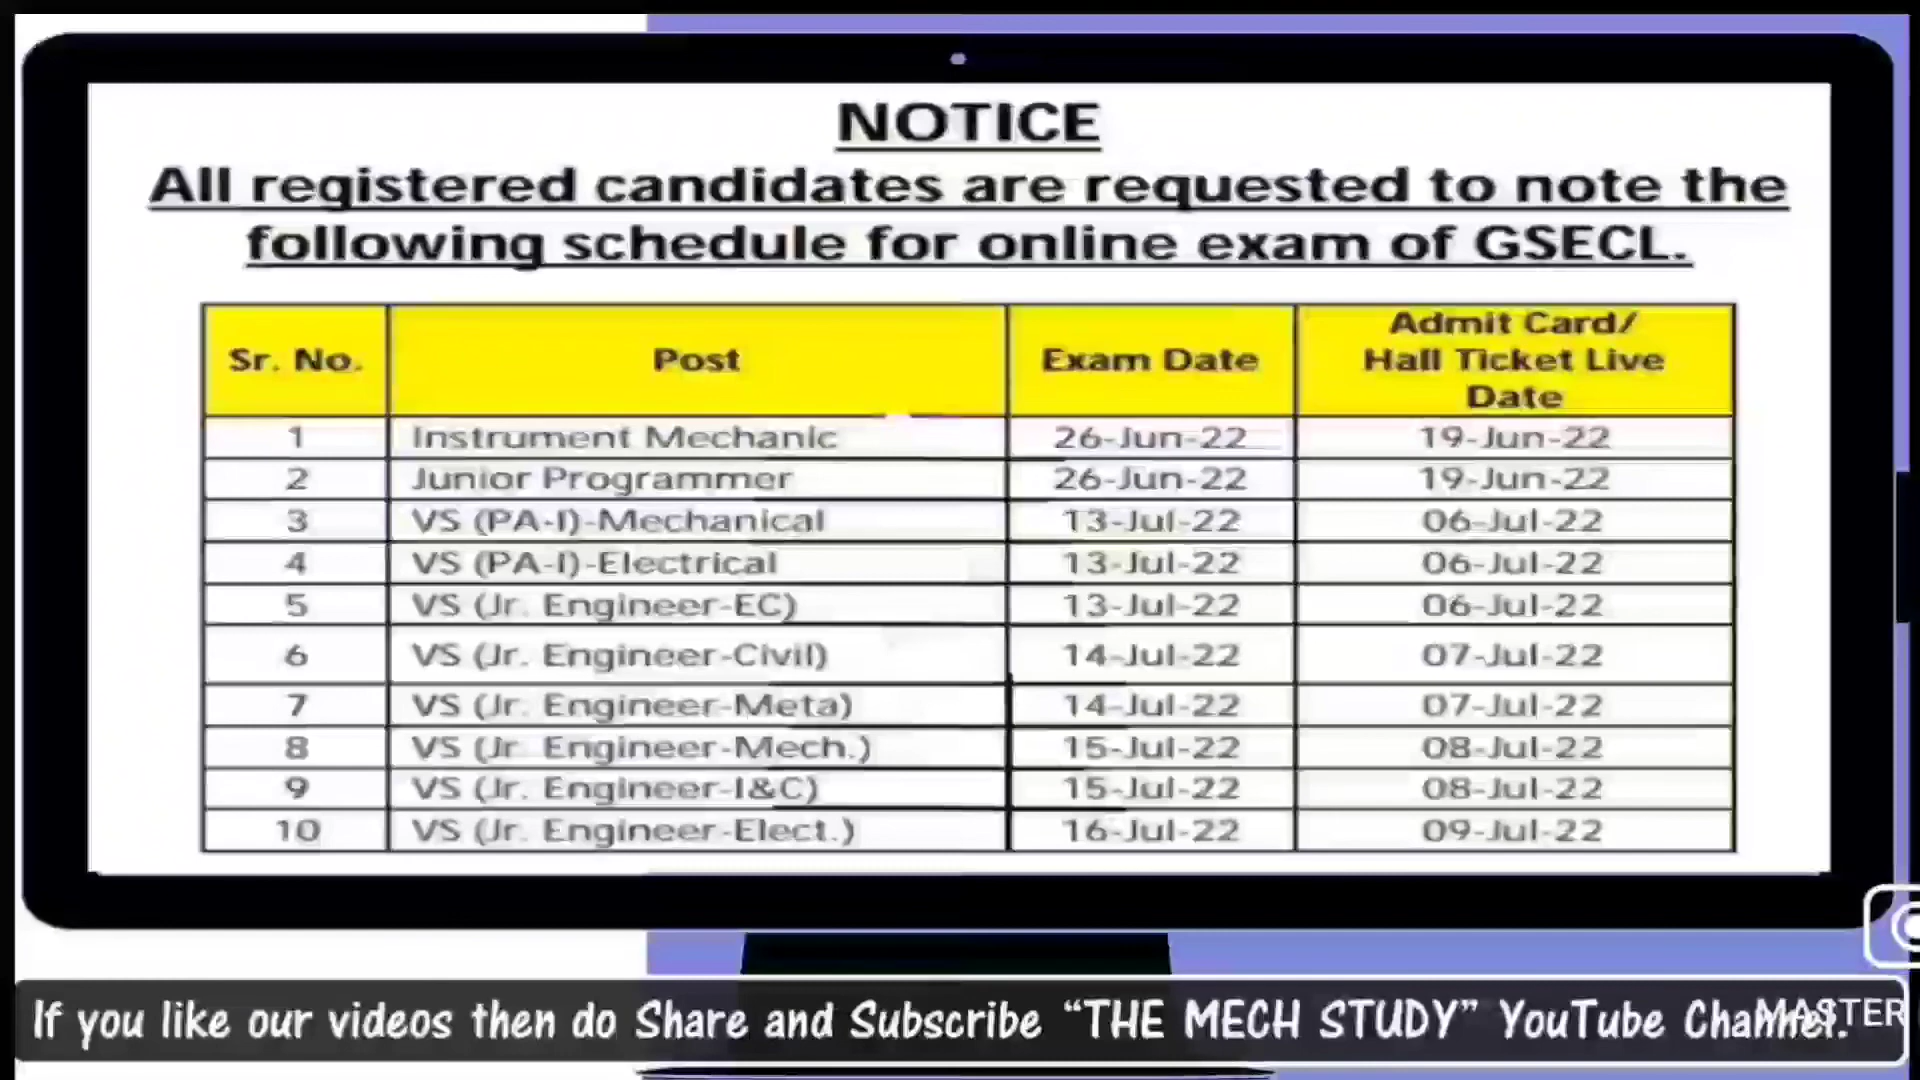 NOTICE
All registered candidates are requested to note the
following schedule for online exam of GSECL.
Sr. No. Post Exam Date Admit Card/ Hall Ticket Live Date
1 Instrument Mechanic 26-Jun-22 19-Jun-22
2 Junior Programmer 26-Jun-22 19-Jun-22
3 VS (PA-I)-Mechanical 13-Jul-22 06-Jul-22
4 VS (PA-I)-Electrical 13-Jul-22 06-Jul-22
5 VS (Jr. Engineer-EC) 13-Jul-22 06-Jul-22
6 VS (Jr. Engineer-Civil) 14-Jul-22 07-Jul-22
7 VS (Jr. Engineer-Meta) 14-Jul-22 07-Jul-22
8 VS (Jr. Engineer-Mech.) 15-Jul-22 08-Jul-22
9 VS (Jr. Engineer-I&C) 15-Jul-22 08-Jul-22
10 VS (Jr. Engineer-Elect.) 16-Jul-22 09-Jul-22
If you like our videos then do Share and Subscribe “THE MECH STUDY” YouTube Channel.
MASTER